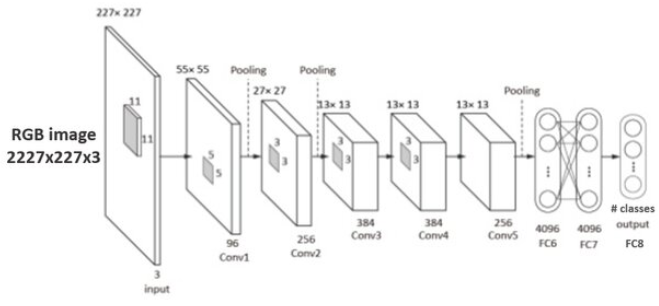 227× 227
RGB image
2227x227x3
11
11
3
input
55× 55
5
5
96
Conv1
Pooling
27× 27
3
3
256
Conv2
Pooling
13× 13
3
3
384
Conv3
13× 13
3
3
384
Conv4
13× 13
256
Conv5
Pooling
4096
FC6
4096
FC7
# classes
output
FC8